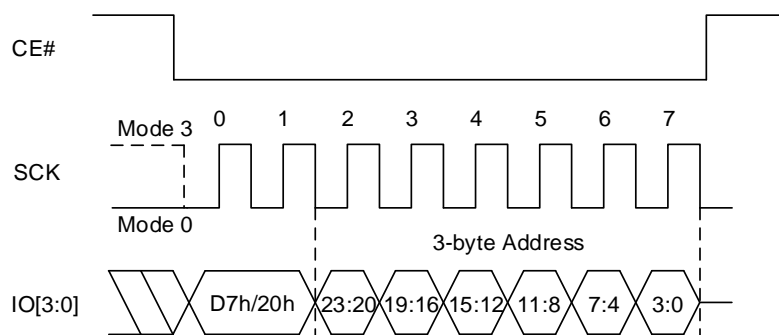 CE#
Mode 3
0 1 2 3 4 5 6 7
SCK
Mode 0
3-byte Address
IO[3:0]
D7h/20h 23:20 19:16 15:12 11:8 7:4 3:0